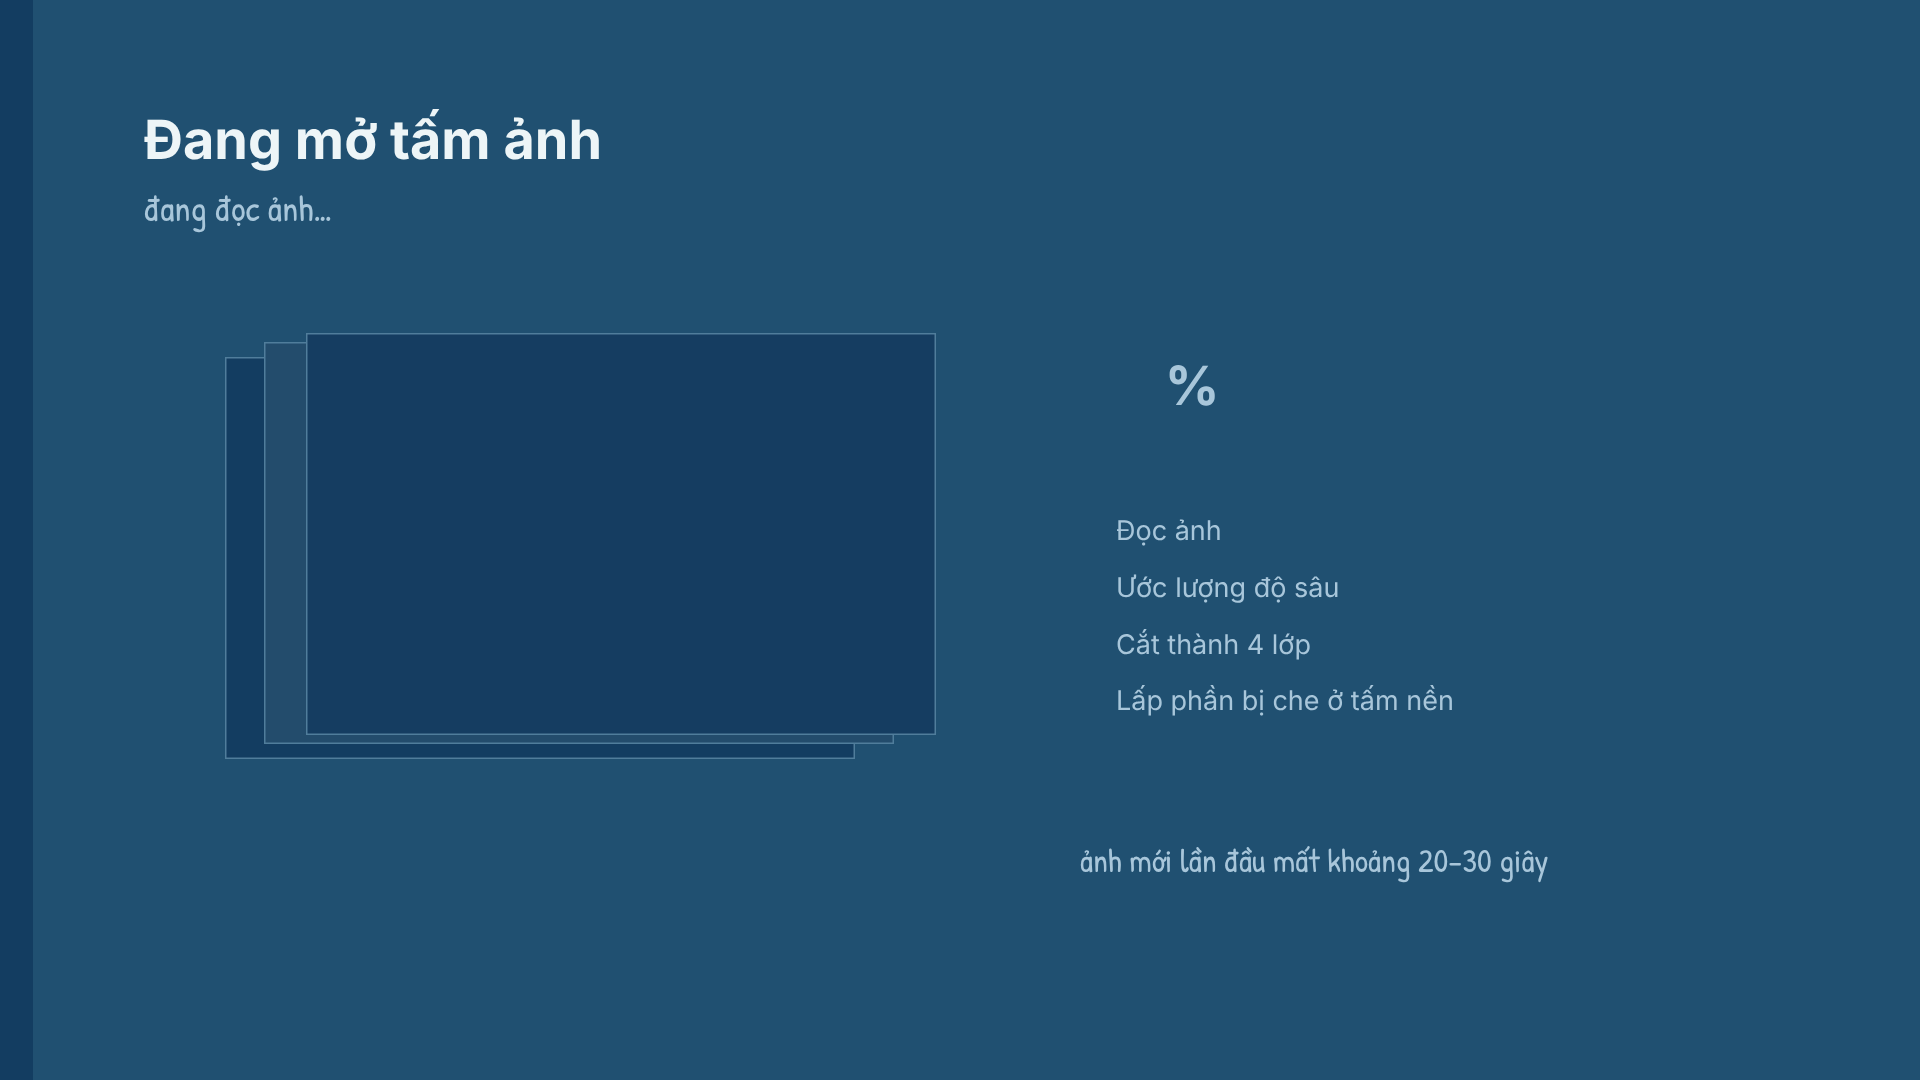 Đang mở tấm ảnh
đang đọc ảnh...
%
Đọc ảnh
Ước lượng độ sâu
Cắt thành 4 lớp
Lấp phần bị che ở tấm nền
ảnh mới lần đầu mất khoảng 20–30 giây